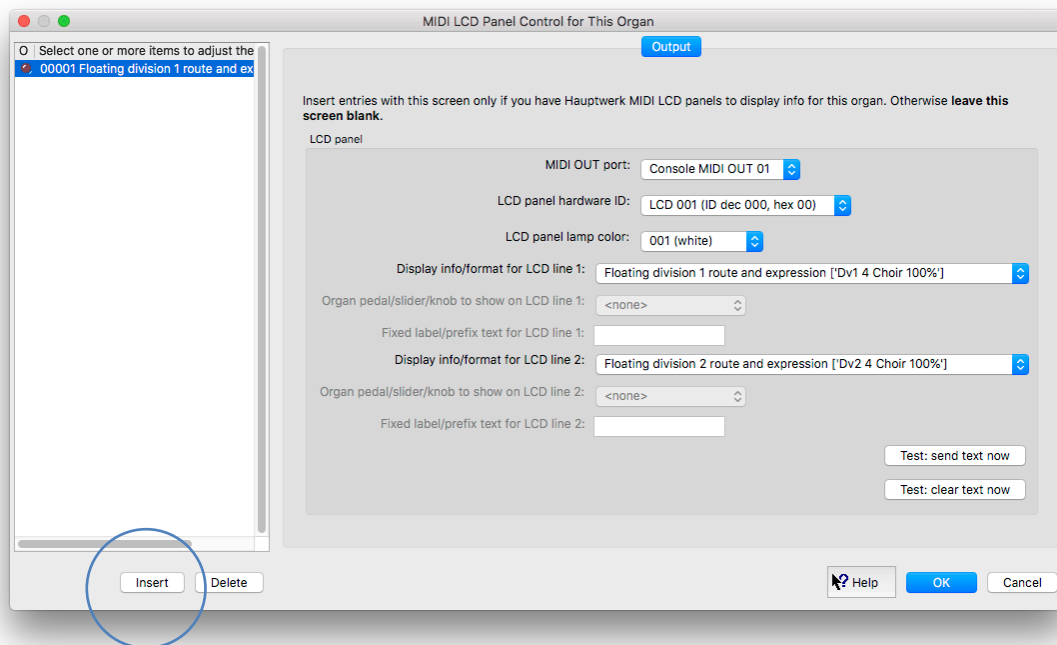 MIDI LCD Panel Control for This Organ
O Select one or more items to adjust the
00001 Floating division 1 route and ex
Output
Insert entries with this screen only if you have Hauptwerk MIDI LCD panels to display info for this organ. Otherwise leave this
screen blank.
LCD panel
MIDI OUT port: Console MIDI OUT 01
LCD panel hardware ID: LCD 001 (ID dec 000, hex 00)
LCD panel lamp color: 001 (white)
Display info/format for LCD line 1: Floating division 1 route and expression ['Dv1 4 Choir 100%']
Organ pedal/slider/knob to show on LCD line 1: <none>
Fixed label/prefix text for LCD line 1:
Display info/format for LCD line 2: Floating division 2 route and expression ['Dv2 4 Choir 100%']
Organ pedal/slider/knob to show on LCD line 2: <none>
Fixed label/prefix text for LCD line 2:
Test: send text now
Test: clear text now
Insert Delete ? Help OK Cancel